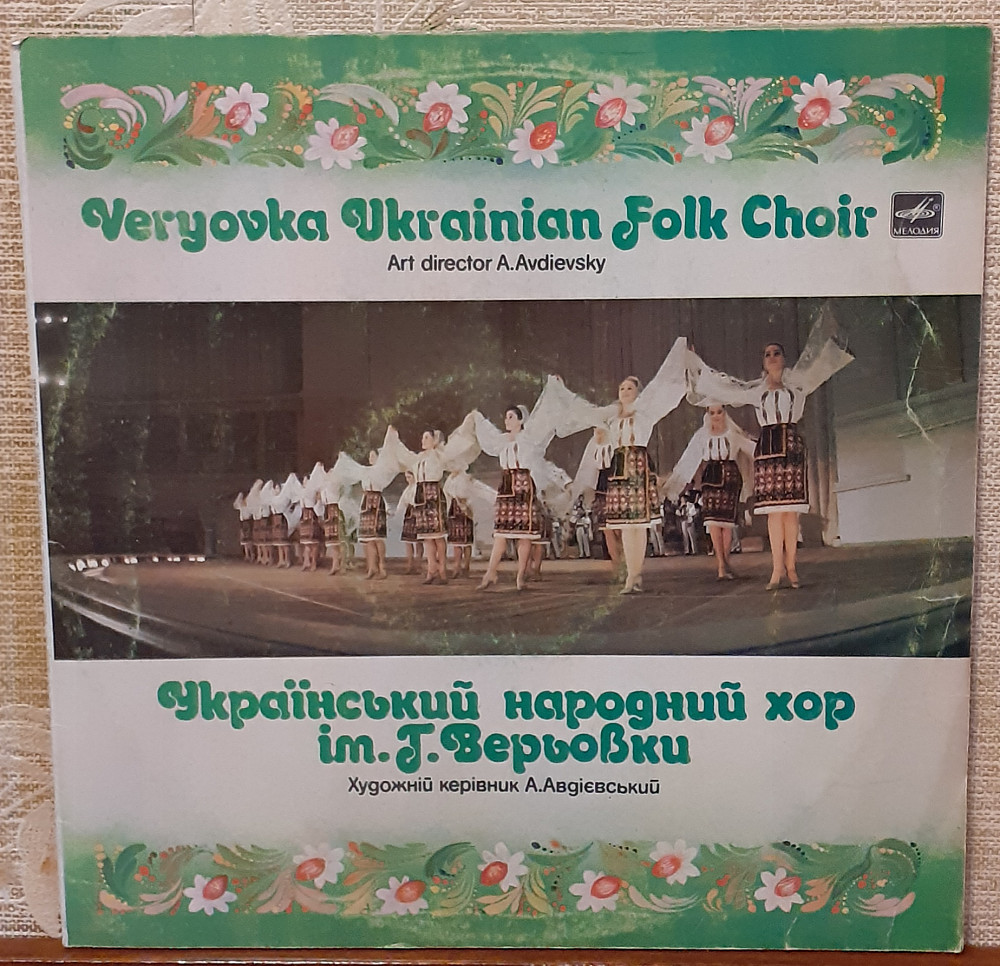 Veryovka Ukrainian Folk Choir
МЕЛОДИЯ
Art director A.Avdievsky
Український народний хор
ім.Г.Верьовки
Художній керівник А.Авдієвський